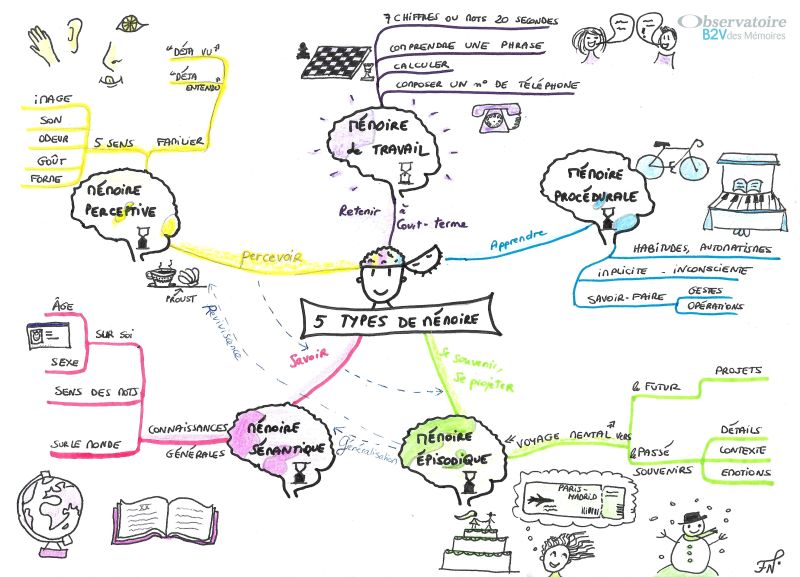 Observatoire
B2V des Mémoires
7 CHIFFRES OU MOTS 20 SECONDES
COMPRENDRE UNE PHRASE
CALCULER
COMPOSER UN N° DE TÉLÉPHONE
MÉMOIRE
de TRAVAIL
Retenir à
Court-terme
"DÉJÀ VU"
"DÉJÀ
ENTENDU"
FAMILIER
5 SENS
IMAGE
SON
ODEUR
GOÛT
FORME
MÉMOIRE
PERCEPTIVE
Percevoir
PROUST
Reviviscence
MÉMOIRE
PROCÉDURALE
Apprendre
HABITUDES, AUTOMATISMES
IMPLICITE - INCONSCIENTE
SAVOIR-FAIRE
GESTES
OPÉRATIONS
5 TYPES DE MÉMOIRE
Savoir
MÉMOIRE
SÉMANTIQUE
CONNAISSANCES
GÉNÉRALES
SUR SOI
ÂGE
SEXE
SENS DES MOTS
SUR LE MONDE
Généralisation
Se souvenir,
Se projeter
MÉMOIRE
ÉPISODIQUE
"VOYAGE MENTAL" VERS
le FUTUR
PROJETS
le PASSÉ
SOUVENIRS
DÉTAILS
CONTEXTE
EMOTIONS
PARIS-
MADRID